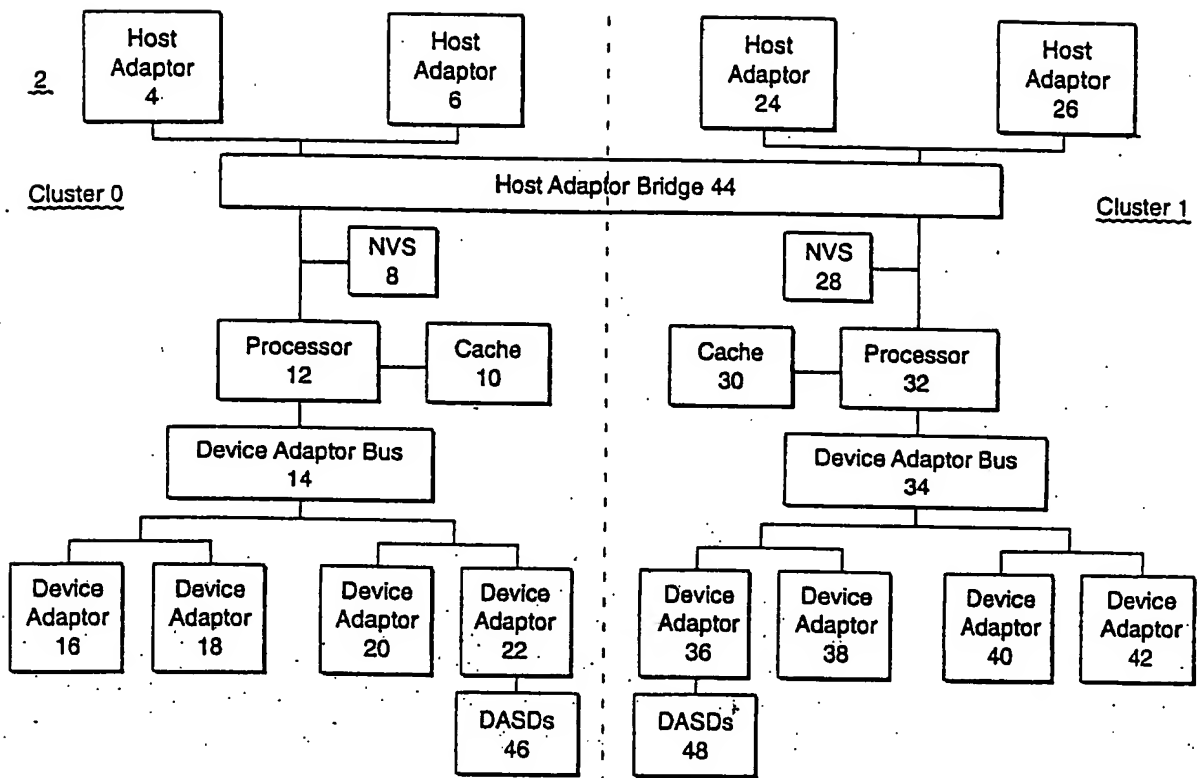 2
Host
Adaptor
4
Host
Adaptor
6
Host
Adaptor
24
Host
Adaptor
26
Host Adaptor Bridge 44
Cluster 0
Cluster 1
NVS
8
NVS
28
Processor
12
Cache
10
Cache
30
Processor
32
Device Adaptor Bus
14
Device Adaptor Bus
34
Device
Adaptor
16
Device
Adaptor
18
Device
Adaptor
20
Device
Adaptor
22
Device
Adaptor
36
Device
Adaptor
38
Device
Adaptor
40
Device
Adaptor
42
DASDs
46
DASDs
48